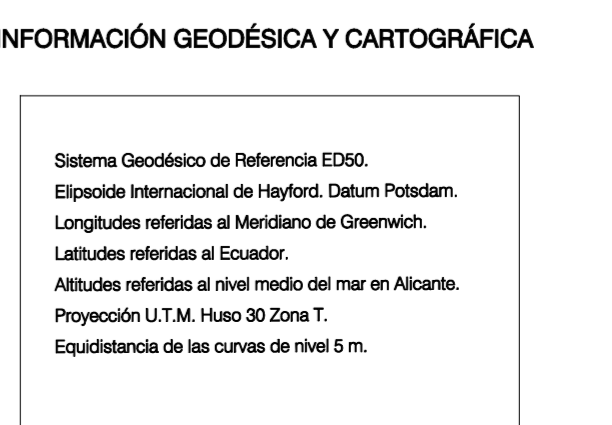 INFORMACIÓN GEODÉSICA Y CARTOGRÁFICA
Sistema Geodésico de Referencia ED50.
Elipsoide Internacional de Hayford. Datum Potsdam.
Longitudes referidas al Meridiano de Greenwich.
Latitudes referidas al Ecuador.
Altitudes referidas al nivel medio del mar en Alicante.
Proyección U.T.M. Huso 30 Zona T.
Equidistancia de las curvas de nivel 5 m.